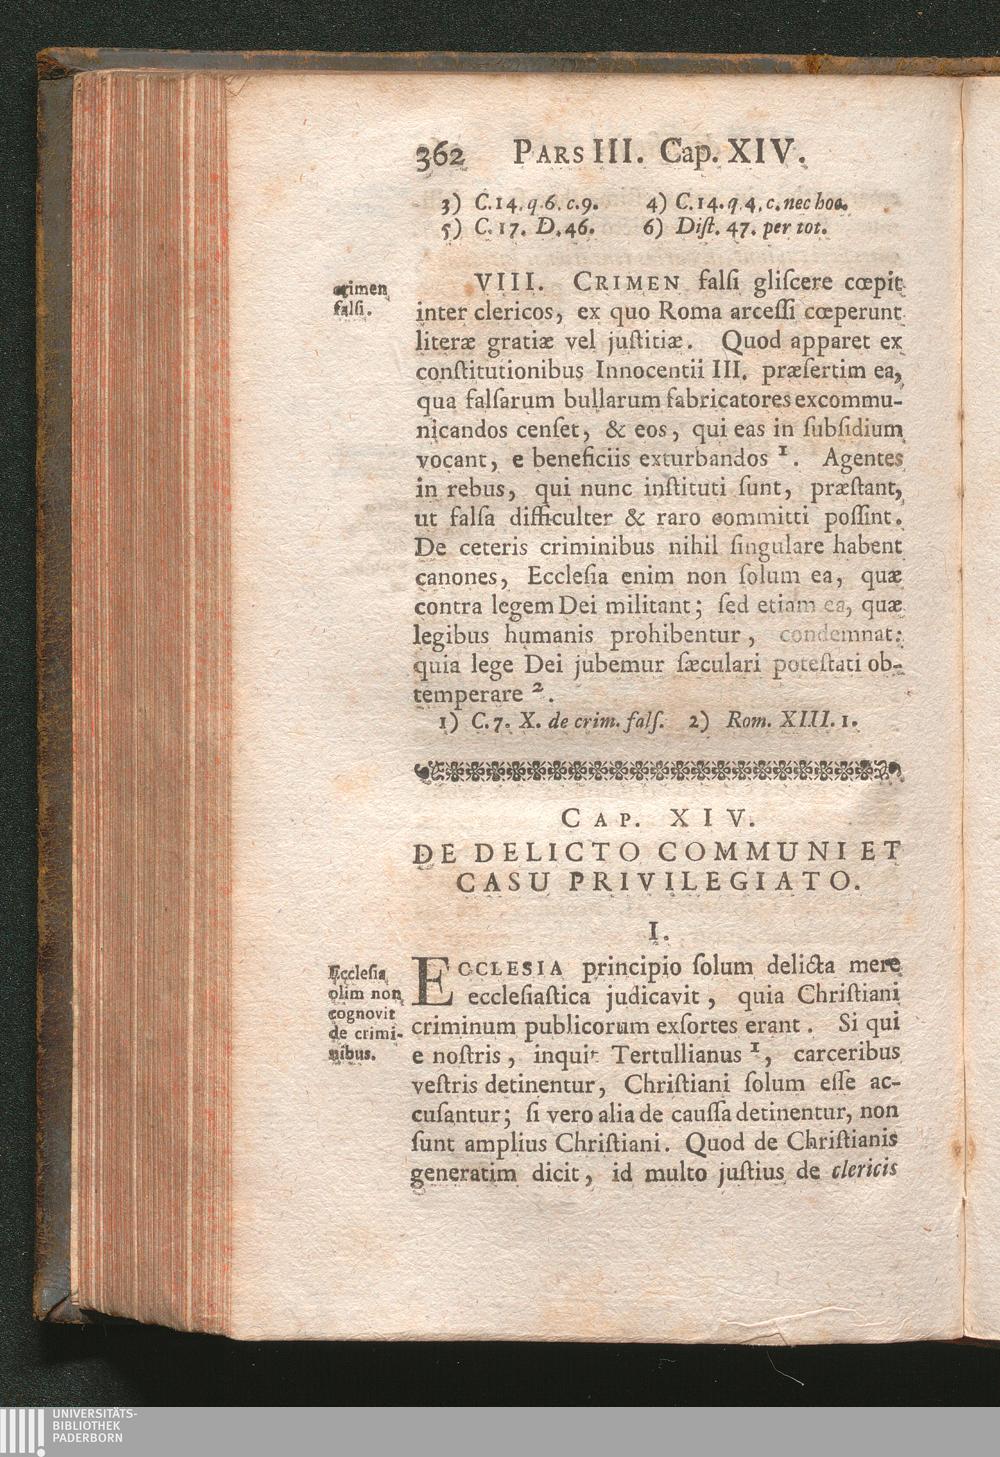 362 PARS III. Cap. XIV.
3) C. 14. q. 6. c. 9. 4) C. 14. q. 4. c. nec hoc.
5) C. 17. D. 46. 6) Diſt. 47. per tot.
crimen
falſi.
VIII. CRIMEN falſi gliſcere cœpit
inter clericos, ex quo Roma arceſſi cœperunt
literæ gratiæ vel juſtitiæ. Quod apparet ex
conſtitutionibus Innocentii III. præſertim ea,
qua falſarum bullarum fabricatores excommu-
nicandos cenſet, & eos, qui eas in ſubſidium
vocant, e beneficiis exturbandos 1. Agentes
in rebus, qui nunc inſtituti ſunt, præſtant,
ut falſa difficulter & raro committi poſſint.
De ceteris criminibus nihil ſingulare habent
canones, Eccleſia enim non ſolum ea, quæ
contra legem Dei militant; ſed etiam ea, quæ
legibus humanis prohibentur, condemnat:
quia lege Dei jubemur ſæculari poteſtati ob-
temperare 2.
1) C. 7. X. de crim. falſ. 2) Rom. XIII. 1.
CAP. XIV.
DE DELICTO COMMUNI ET
CASU PRIVILEGIATO.
I.
Eccleſia
olim non
cognovit
de crimi-
nibus.
ECCLESIA principio ſolum delicta mere
eccleſiaſtica judicavit, quia Chriſtiani
criminum publicorum exſortes erant. Si qui
e noſtris, inquit Tertullianus 1, carceribus
veſtris detinentur, Chriſtiani ſolum eſſe ac-
cuſantur; ſi vero alia de cauſſa detinentur, non
ſunt amplius Chriſtiani. Quod de Chriſtianis
generatim dicit, id multo juſtius de clericis
UNIVERSITÄTS-
BIBLIOTHEK
PADERBORN